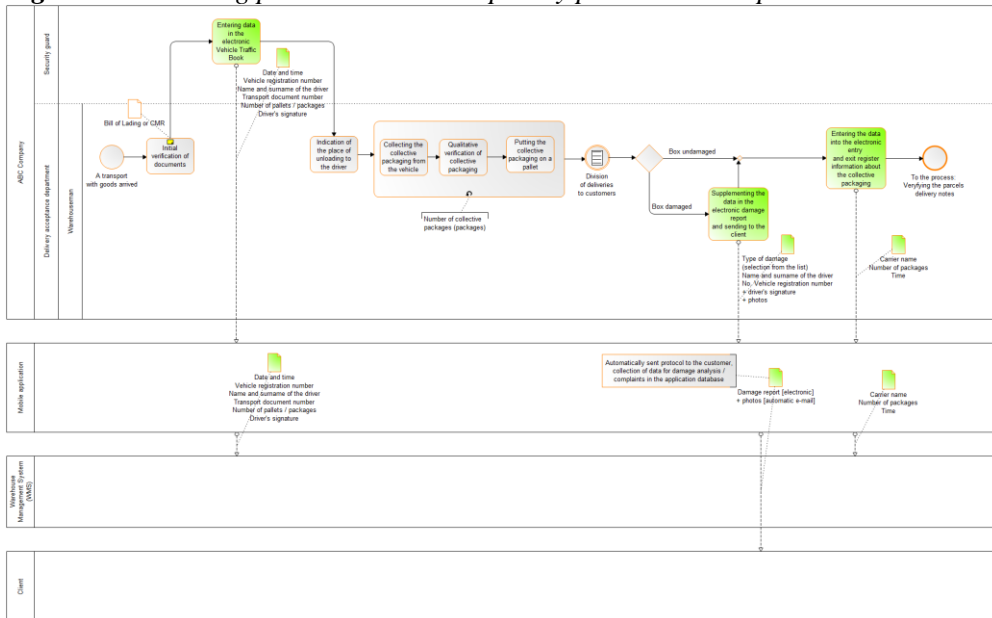 Security guard
Entering data
in the
electronic
Vehicle Traffic
Book
Date and time
Vehicle registration number
Name and surname of the driver
Transport document number
Number of pallets / packages
Driver's signature
ABC Company
Delivery acceptance department
Warehouseman
Bill of Lading or CMR
A transport
with goods arrived
Initial
verification of
documents
Indication of
the place of
unloading to
the driver
Collecting the
collective
packaging from
the vehicle
Qualitative
verification of
collective
packaging
Putting the
collective
packaging on a
pallet
Number of collective
packages (packages)
Division
of deliveries
to customers
Box undamaged
Box damaged
Supplementing the
data in the
electronic damage
report
and sending to the
client
Type of damage
(selection from the list)
Name and surname of the driver
No, Vehicle registration number
+ driver's signature
+ photos
Entering the data
into the electronic
entry
and exit register
information about
the collective
packaging
Carrier name
Number of packages
Time
To the process:
Verifying the parcels
delivery notes
Mobile application
Date and time
Vehicle registration number
Name and surname of the driver
Transport document number
Number of pallets / packages
Driver's signature
Automatically sent protocol to the customer,
collection of data for damage analysis /
complaints in the application database
Damage report [electronic]
+ photos [automatic e-mail]
Carrier name
Number of packages
Time
Warehouse
Management System
(WMS)
Client